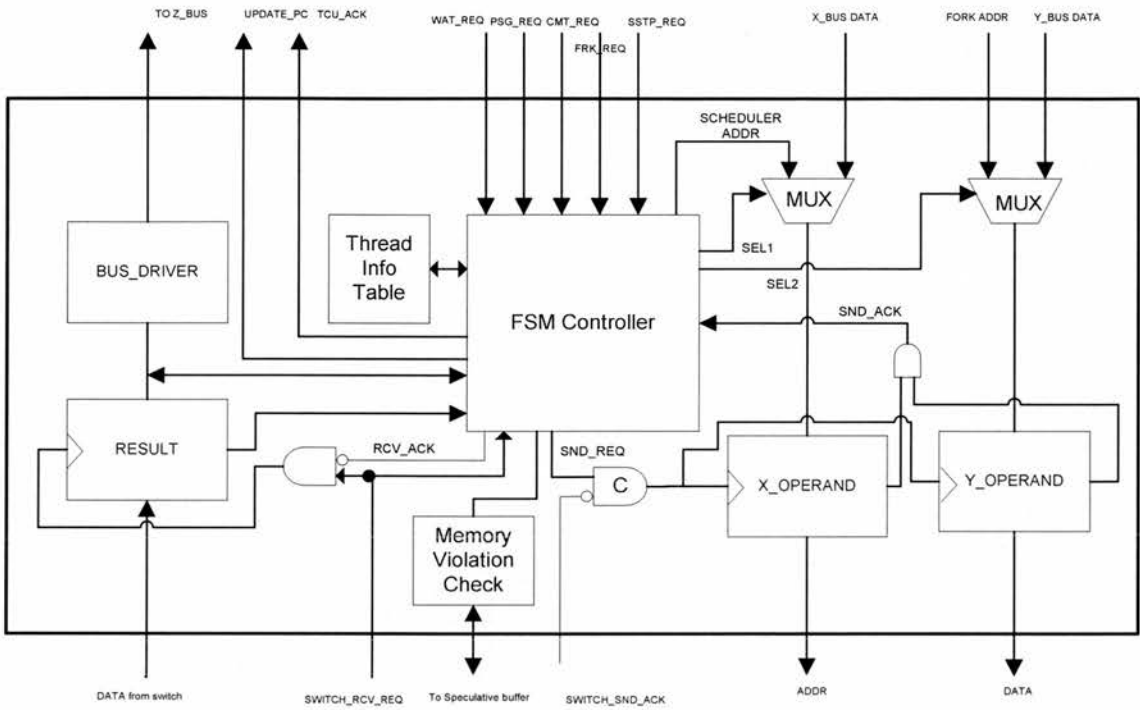 TO Z_BUS
UPDATE_PC TCU_ACK
WAT_REQ PSG_REQ CMT_REQ
FRK_REQ
SSTP_REQ
X_BUS DATA
FORK ADDR
Y_BUS DATA
SCHEDULER
ADDR
MUX
MUX
BUS_DRIVER
Thread
Info
Table
SEL1
SEL2
FSM Controller
SND_ACK
RESULT
RCV_ACK
SND_REQ
C
X_OPERAND
Y_OPERAND
Memory
Violation
Check
DATA from switch
SWITCH_RCV_REQ
To Speculative buffer
SWITCH_SND_ACK
ADDR
DATA